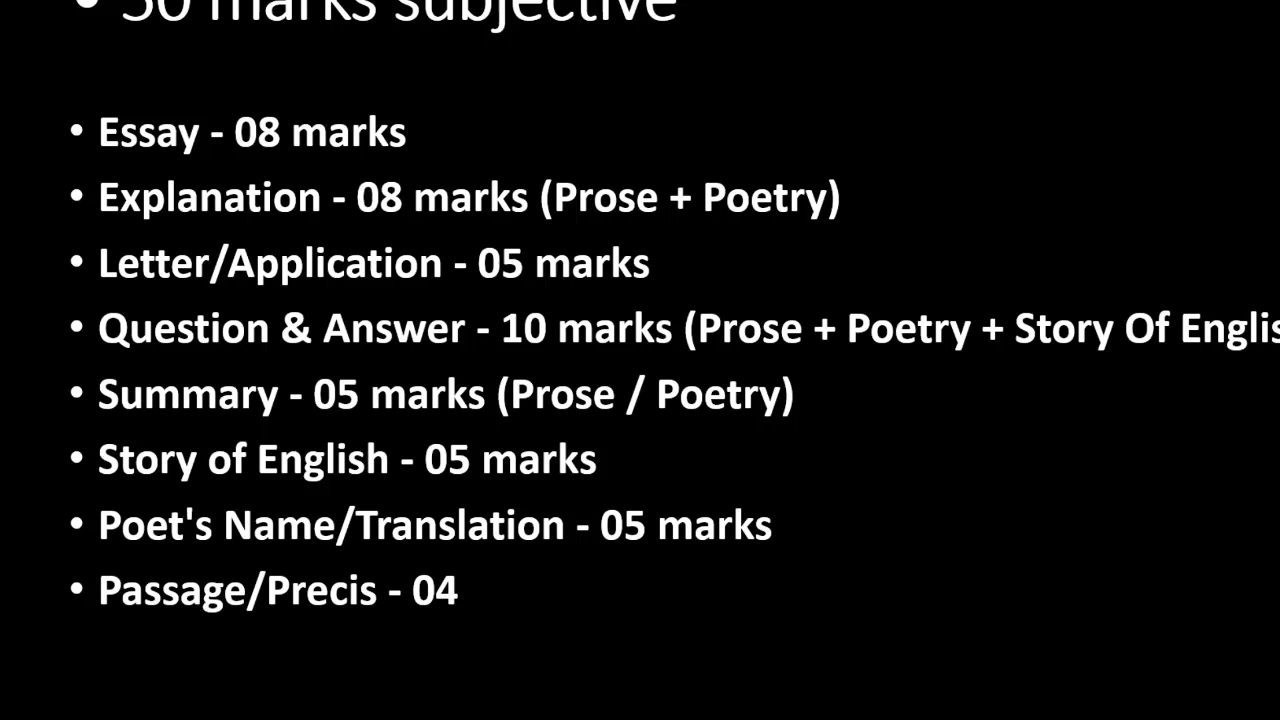 • 50 marks subjective
• Essay - 08 marks
• Explanation - 08 marks (Prose + Poetry)
• Letter/Application - 05 marks
• Question & Answer - 10 marks (Prose + Poetry + Story Of Englis
• Summary - 05 marks (Prose / Poetry)
• Story of English - 05 marks
• Poet's Name/Translation - 05 marks
• Passage/Precis - 04